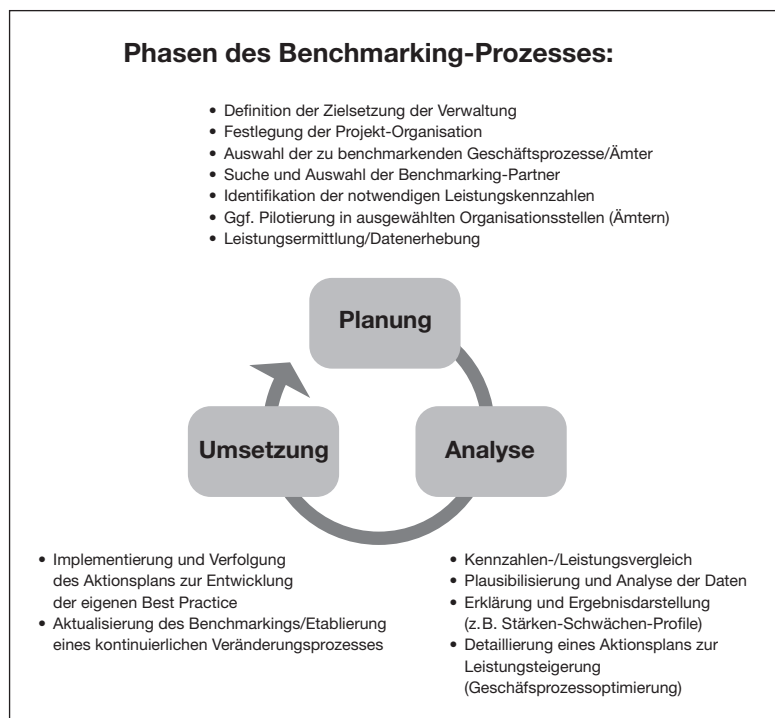 Phasen des Benchmarking-Prozesses:
• Definition der Zielsetzung der Verwaltung
• Festlegung der Projekt-Organisation
• Auswahl der zu benchmarkenden Geschäftsprozesse/Ämter
• Suche und Auswahl der Benchmarking-Partner
• Identifikation der notwendigen Leistungskennzahlen
• Ggf. Pilotierung in ausgewählten Organisationsstellen (Ämtern)
• Leistungsermittlung/Datenerhebung
Planung
Umsetzung
Analyse
• Implementierung und Verfolgung
des Aktionsplans zur Entwicklung
der eigenen Best Practice
• Aktualisierung des Benchmarkings/Etablierung
eines kontinuierlichen Veränderungsprozesses
• Kennzahlen-/Leistungsvergleich
• Plausibilisierung und Analyse der Daten
• Erklärung und Ergebnisdarstellung
(z.B. Stärken-Schwächen-Profile)
• Detaillierung eines Aktionsplans zur
Leistungsteigerung
(Geschäfsprozessoptimierung)